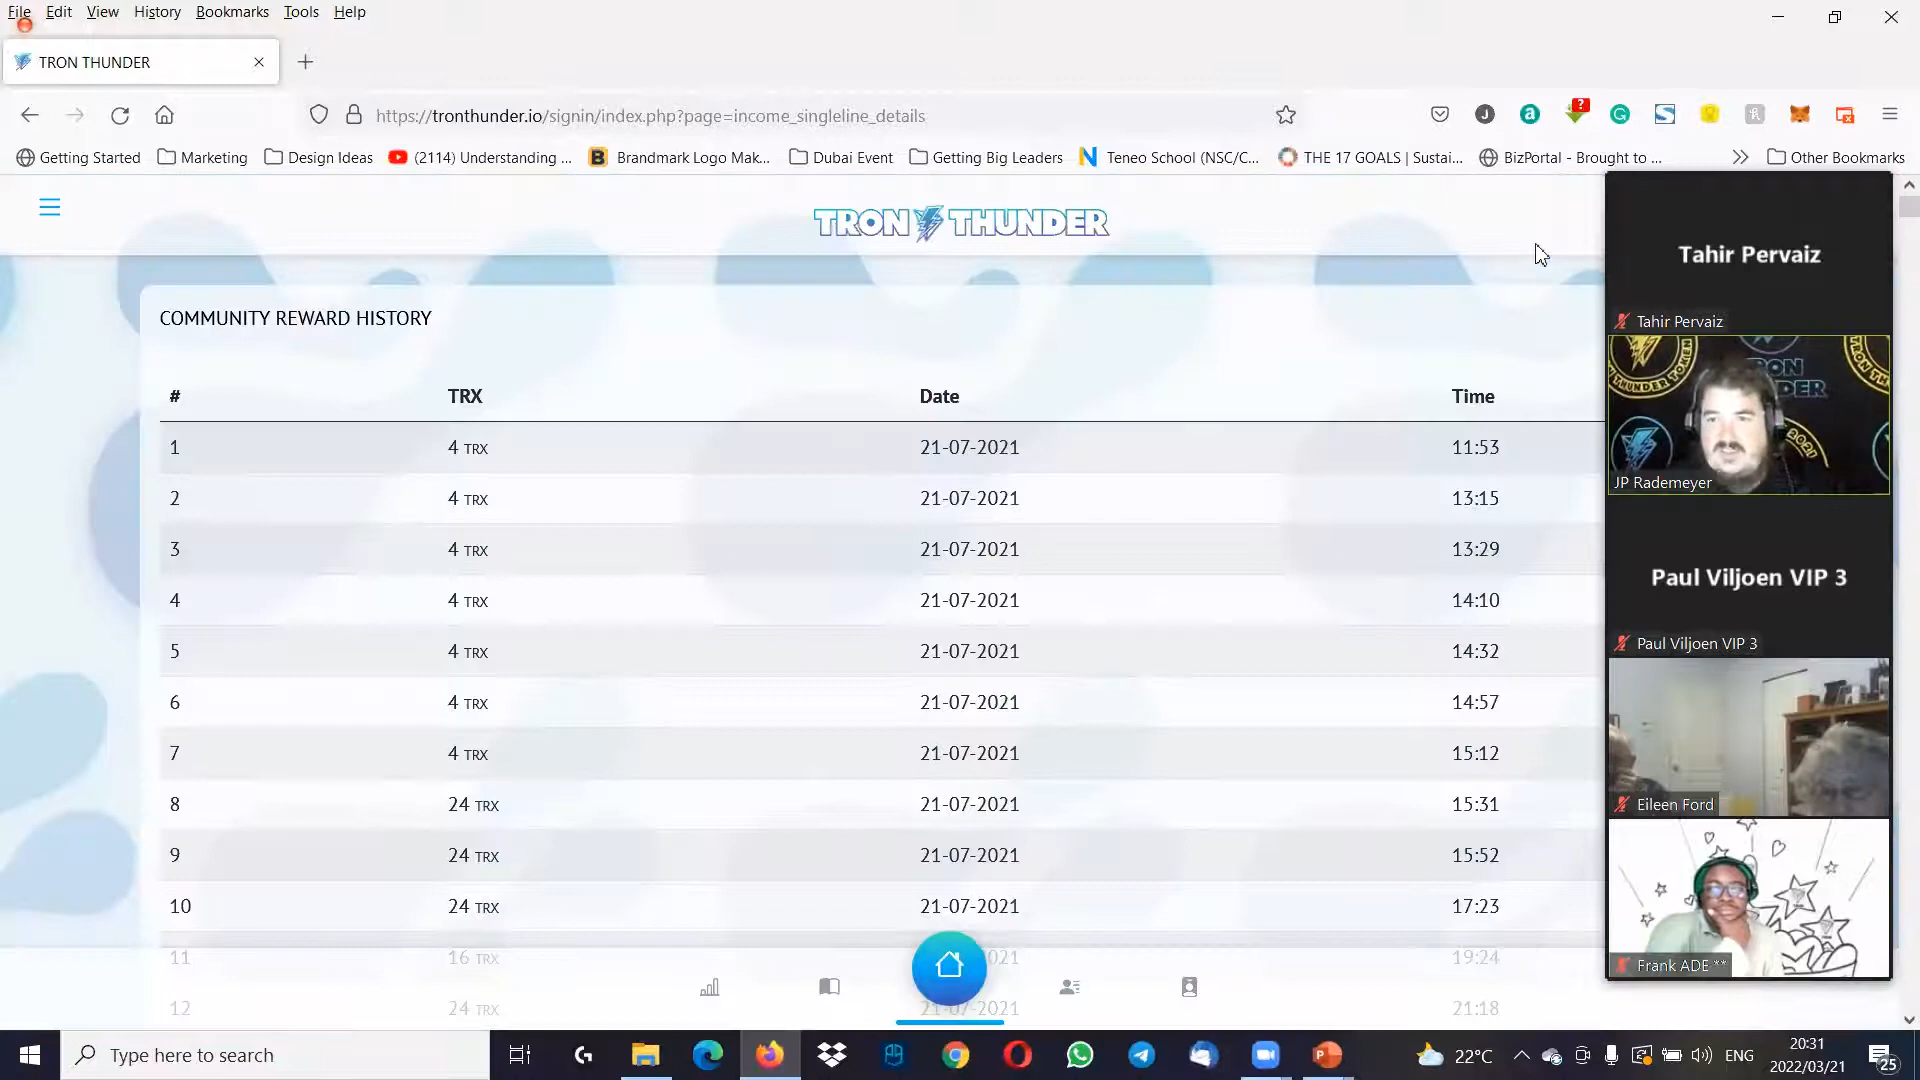 File Edit View History Bookmarks Tools Help
TRON THUNDER
https://tronthunder.io/signin/index.php?page=income_singleline_details
Getting Started Marketing Design Ideas (2114) Understanding ... Brandmark Logo Mak... Dubai Event Getting Big Leaders Teneo School (NSC/C... THE 17 GOALS | Sustai... BizPortal - Brought to ... Other Bookmarks
TRON THUNDER
COMMUNITY REWARD HISTORY
# TRX Date Time
1 4 TRX 21-07-2021 11:53
2 4 TRX 21-07-2021 13:15
3 4 TRX 21-07-2021 13:29
4 4 TRX 21-07-2021 14:10
5 4 TRX 21-07-2021 14:32
6 4 TRX 21-07-2021 14:57
7 4 TRX 21-07-2021 15:12
8 24 TRX 21-07-2021 15:31
9 24 TRX 21-07-2021 15:52
10 24 TRX 21-07-2021 17:23
11 16 TRX 021 19:24
12 24 TRX 21-07-2021 21:18
Tahir Pervaiz
Tahir Pervaiz
JP Rademeyer
Paul Viljoen VIP 3
Paul Viljoen VIP 3
Eileen Ford
Frank ADE **
Type here to search
22°C
ENG
20:31
2022/03/21
25